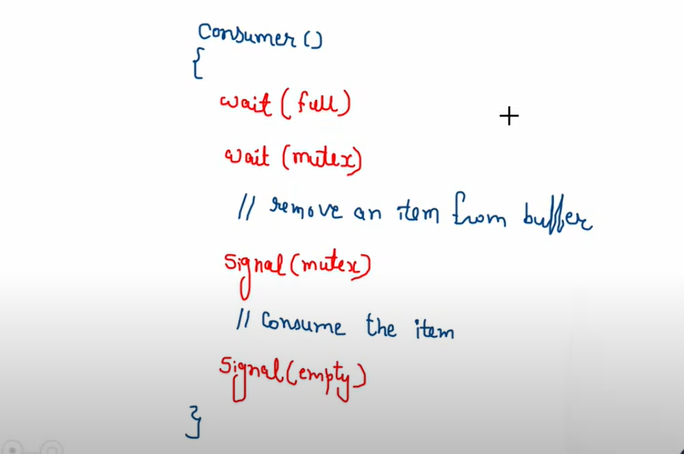 Consumer ()
{
wait (full)
wait (mutex)
// remove an item from buffer
Signal (mutex)
// Consume the item
Signal (empty)
}